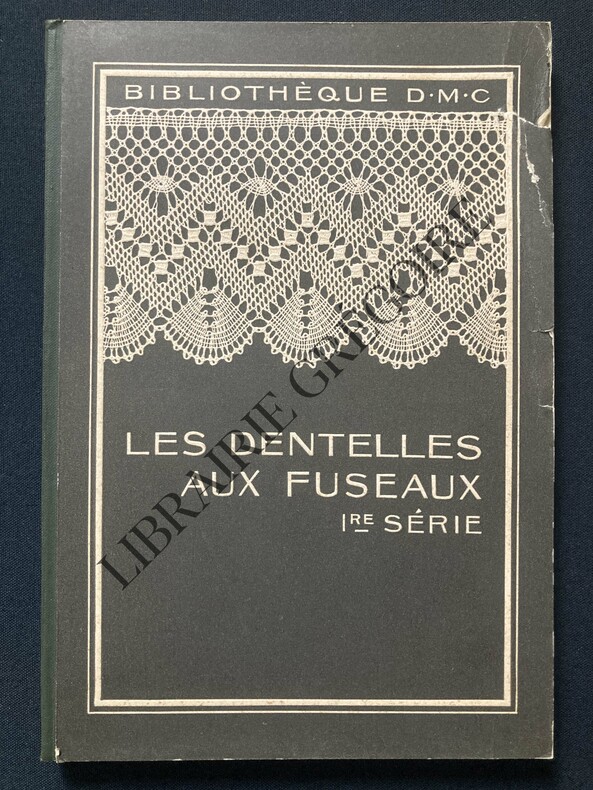 BIBLIOTHÈQUE D·M·C
LES DENTELLES
AUX FUSEAUX
IRE SÉRIE
LIBRAIRIE GRÉGOIRE